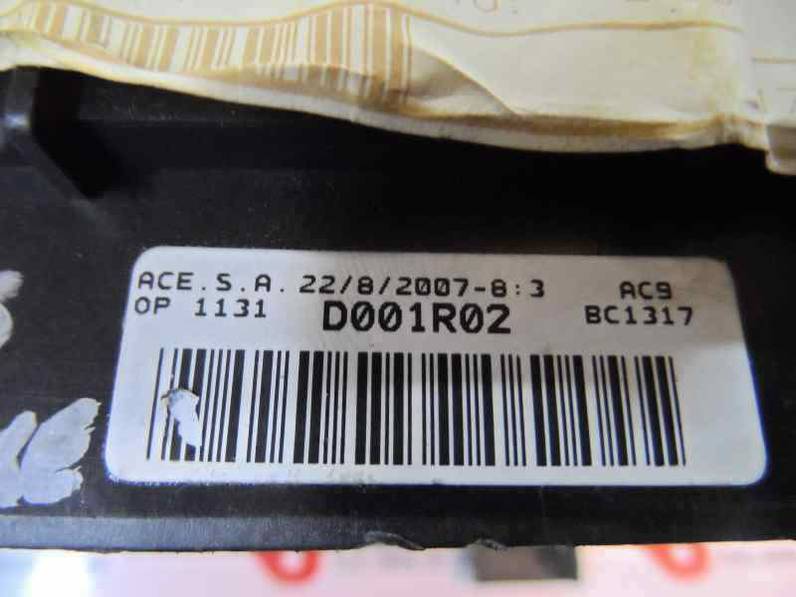 ACE.S.A. 22/8/2007-8:3 AC9
OP 1131 D001R02 BC1317